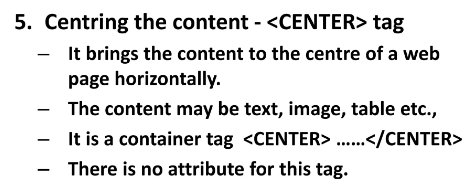 5. Centring the content - <CENTER> tag
– It brings the content to the centre of a web
page horizontally.
– The content may be text, image, table etc.,
– It is a container tag <CENTER> ......</CENTER>
– There is no attribute for this tag.